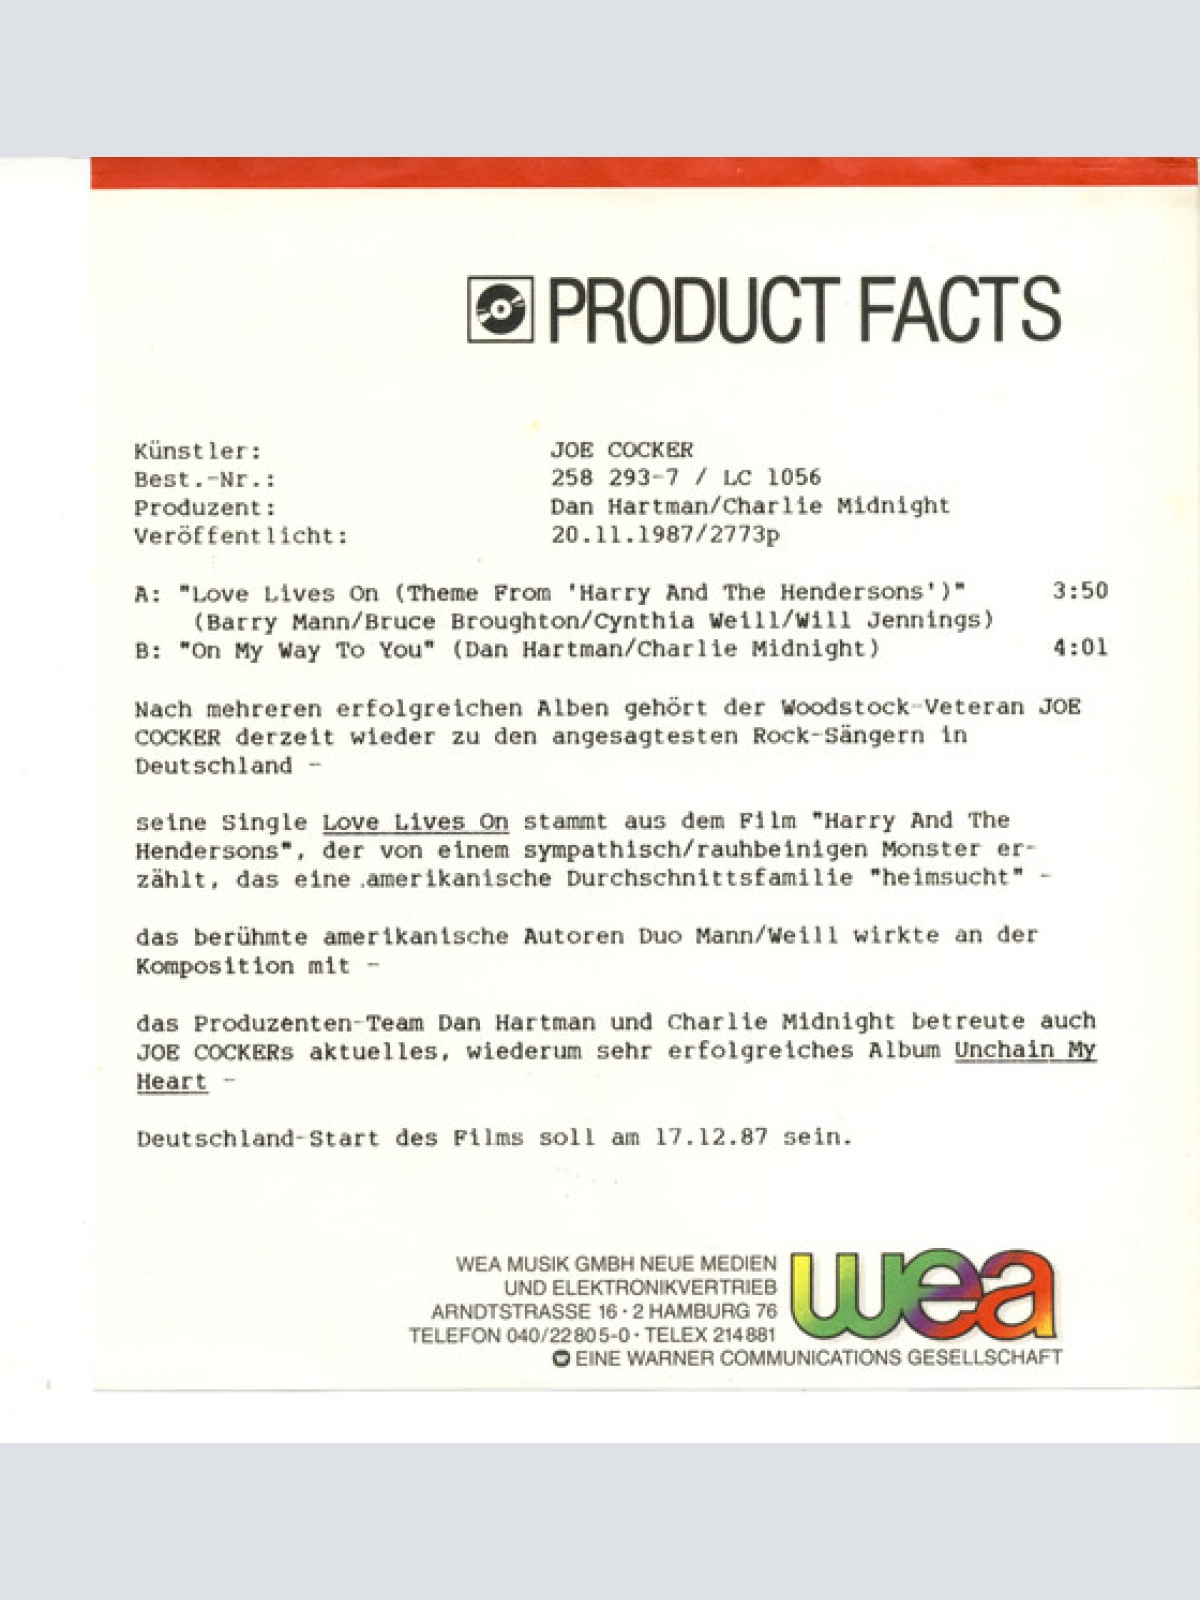 PRODUCT FACTS
Künstler: JOE COCKER
Best.-Nr.: 258 293-7 / LC 1056
Produzent: Dan Hartman/Charlie Midnight
Veröffentlicht: 20.11.1987/2773p
A: "Love Lives On (Theme From 'Harry And The Hendersons')" 3:50
(Barry Mann/Bruce Broughton/Cynthia Weill/Will Jennings)
B: "On My Way To You" (Dan Hartman/Charlie Midnight) 4:01
Nach mehreren erfolgreichen Alben gehört der Woodstock-Veteran JOE
COCKER derzeit wieder zu den angesagtesten Rock-Sängern in
Deutschland -
seine Single Love Lives On stammt aus dem Film "Harry And The
Hendersons", der von einem sympathisch/rauhbeinigen Monster er-
zählt, das eine amerikanische Durchschnittsfamilie "heimsucht" -
das berühmte amerikanische Autoren Duo Mann/Weill wirkte an der
Komposition mit -
das Produzenten-Team Dan Hartman und Charlie Midnight betreute auch
JOE COCKERs aktuelles, wiederum sehr erfolgreiches Album Unchain My
Heart -
Deutschland-Start des Films soll am 17.12.87 sein.
WEA MUSIK GMBH NEUE MEDIEN
UND ELEKTRONIKVERTRIEB
ARNDTSTRASSE 16 · 2 HAMBURG 76
TELEFON 040/22805-0 · TELEX 214881
wea
EINE WARNER COMMUNICATIONS GESELLSCHAFT